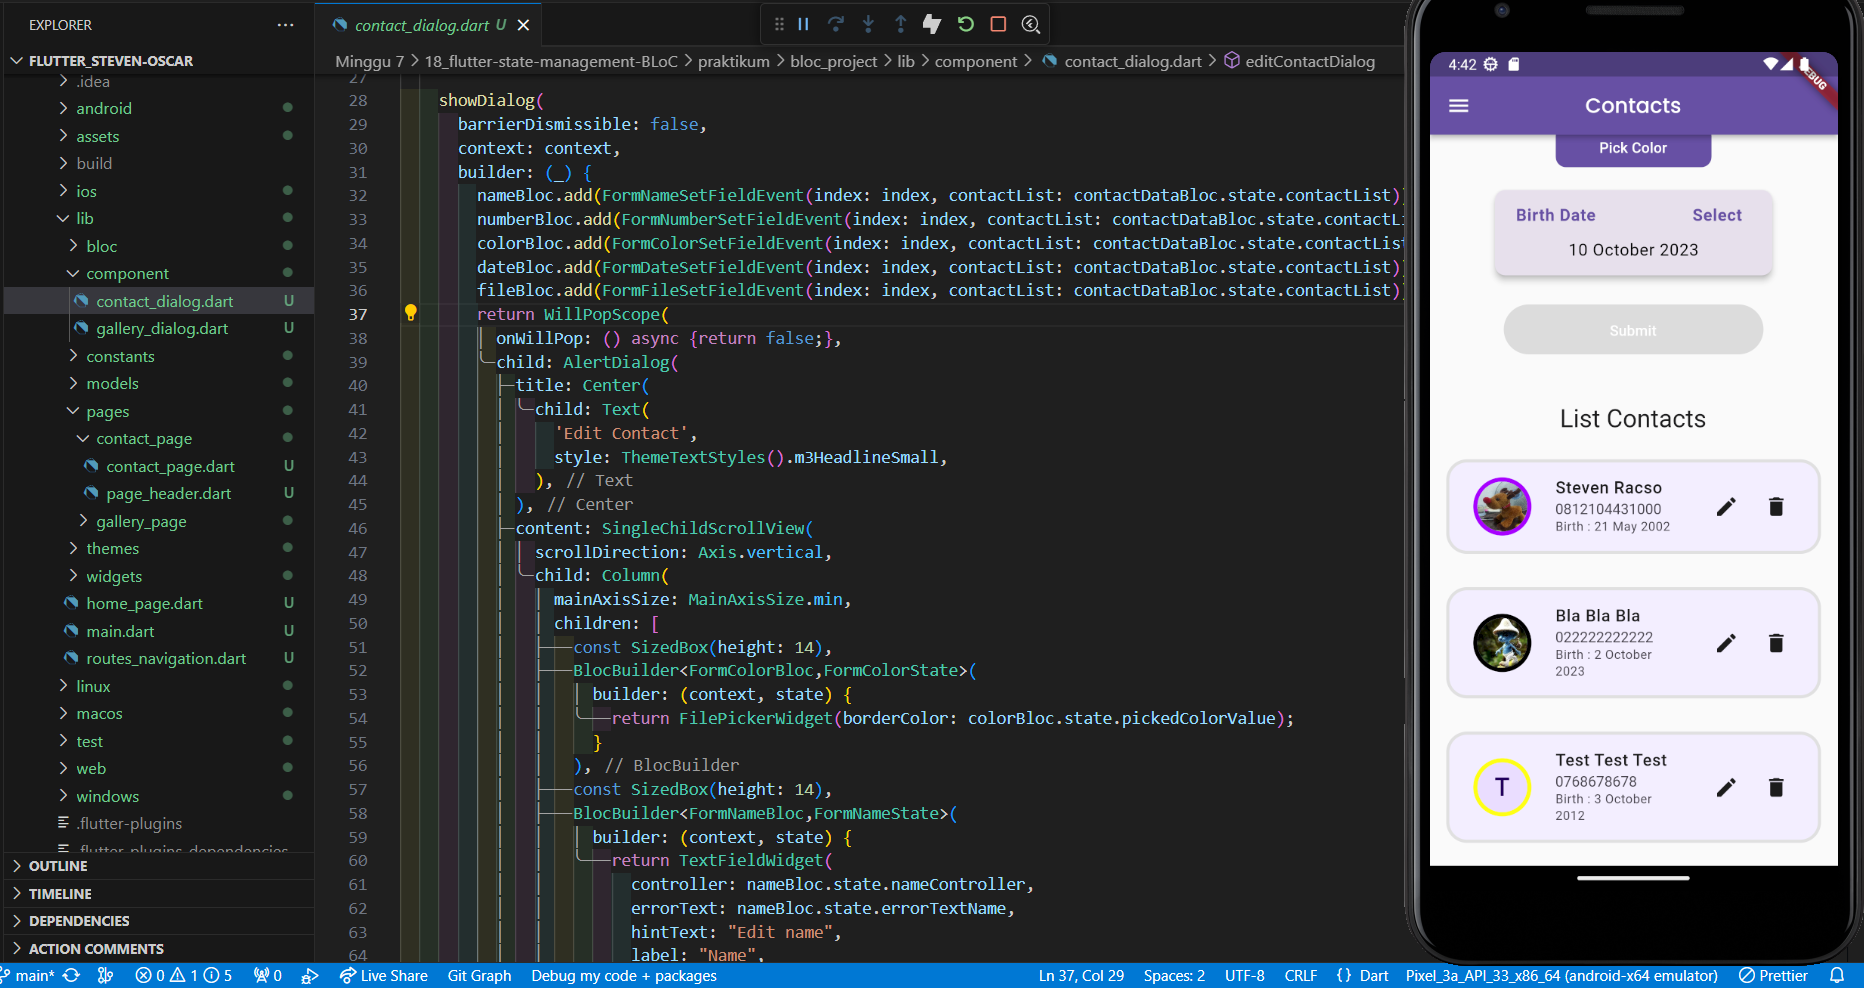 EXPLORER
FLUTTER_STEVEN-OSCAR
.idea
android
assets
build
ios
lib
bloc
component
contact_dialog.dart U
gallery_dialog.dart U
constants
models
pages
contact_page
contact_page.dart U
page_header.dart U
gallery_page
themes
widgets
home_page.dart U
main.dart U
routes_navigation.dart U
linux
macos
test
web
windows
.flutter-plugins
.flutter-plugins-dependencies
OUTLINE
TIMELINE
DEPENDENCIES
ACTION COMMENTS
contact_dialog.dart U
Minggu 7 > 18_flutter-state-management-BLoC > praktikum > bloc_project > lib > component > contact_dialog.dart > editContactDialog
27
28 showDialog(
29 barrierDismissible: false,
30 context: context,
31 builder: (_) {
32 nameBloc.add(FormNameSetFieldEvent(index: index, contactList: contactDataBloc.state.contactList)
33 numberBloc.add(FormNumberSetFieldEvent(index: index, contactList: contactDataBloc.state.contactL
34 colorBloc.add(FormColorSetFieldEvent(index: index, contactList: contactDataBloc.state.contactList
35 dateBloc.add(FormDateSetFieldEvent(index: index, contactList: contactDataBloc.state.contactList)
36 fileBloc.add(FormFileSetFieldEvent(index: index, contactList: contactDataBloc.state.contactList)
37 return WillPopScope(
38 onWillPop: () async {return false;},
39 child: AlertDialog(
40 title: Center(
41 child: Text(
42 'Edit Contact',
43 style: ThemeTextStyles().m3HeadlineSmall,
44 ), // Text
45 ), // Center
46 content: SingleChildScrollView(
47 scrollDirection: Axis.vertical,
48 child: Column(
49 mainAxisSize: MainAxisSize.min,
50 children: [
51 const SizedBox(height: 14),
52 BlocBuilder<FormColorBloc,FormColorState>(
53 builder: (context, state) {
54 return FilePickerWidget(borderColor: colorBloc.state.pickedColorValue);
55 }
56 ), // BlocBuilder
57 const SizedBox(height: 14),
58 BlocBuilder<FormNameBloc,FormNameState>(
59 builder: (context, state) {
60 return TextFieldWidget(
61 controller: nameBloc.state.nameController,
62 errorText: nameBloc.state.errorTextName,
63 hintText: "Edit name",
64 label: "Name",
4:42
DEBUG
Contacts
Pick Color
Birth Date Select
10 October 2023
Submit
List Contacts
Steven Racso
0812104431000
Birth : 21 May 2002
Bla Bla Bla
022222222222
Birth : 2 October
2023
T
Test Test Test
0768678678
Birth : 3 October
2012
main* 0 1 5 0 Live Share Git Graph Debug my code + packages Ln 37, Col 29 Spaces: 2 UTF-8 CRLF {} Dart Pixel_3a_API_33_x86_64 (android-x64 emulator) Prettier